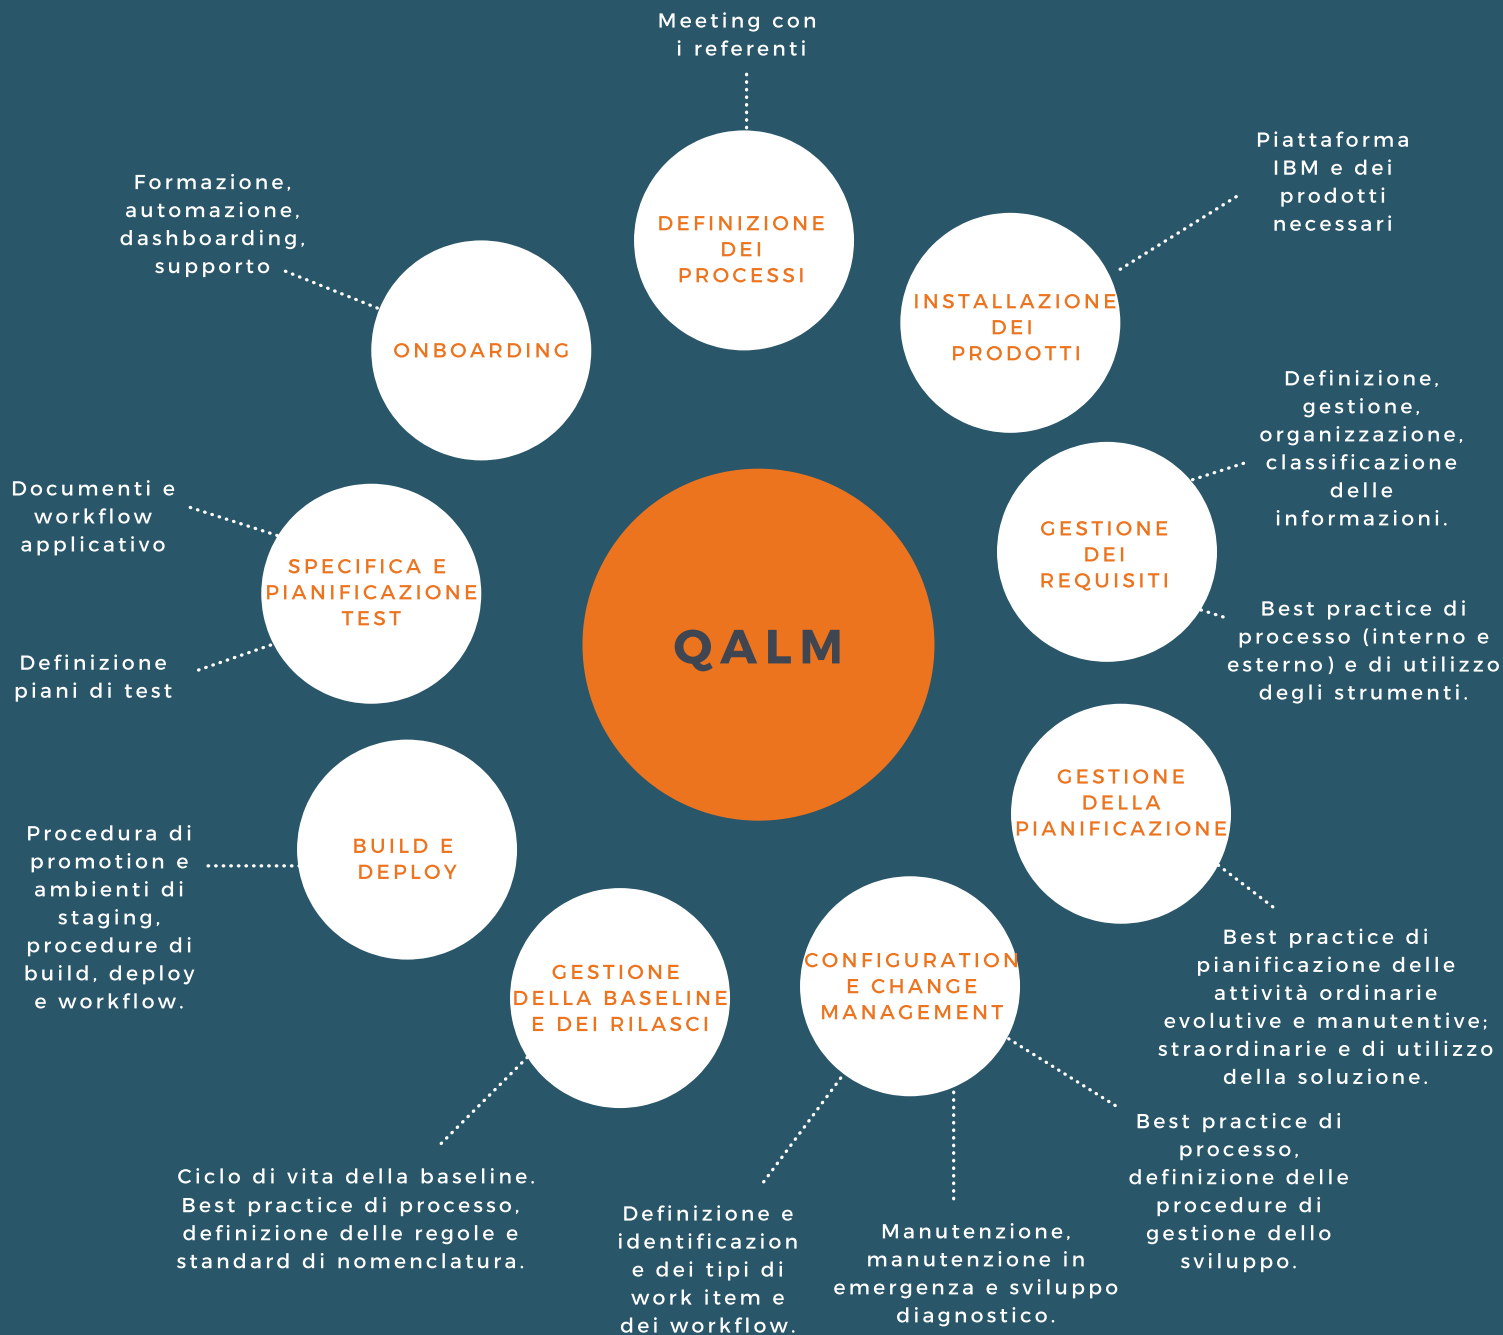 Meeting con
i referenti
DEFINIZIONE
DEI
PROCESSI
Piattaforma
IBM e dei
prodotti
necessari
INSTALLAZIONE
DEI
PRODOTTI
Definizione,
gestione,
organizzazione,
classificazione
delle
informazioni.
GESTIONE
DEI
REQUISITI
Best practice di
processo (interno e
esterno) e di utilizzo
degli strumenti.
GESTIONE
DELLA
PIANIFICAZIONE
Best practice di
pianificazione delle
attività ordinarie
evolutive e manutentive;
straordinarie e di utilizzo
della soluzione.
CONFIGURATION
E CHANGE
MANAGEMENT
Best practice di
processo,
definizione delle
procedure di
gestione dello
sviluppo.
Manutenzione,
manutenzione in
emergenza e sviluppo
diagnostico.
Definizione e
identificazion
e dei tipi di
work item e
dei workflow.
GESTIONE
DELLA BASELINE
E DEI RILASCI
Ciclo di vita della baseline.
Best practice di processo,
definizione delle regole e
standard di nomenclatura.
BUILD E
DEPLOY
Procedura di
promotion e
ambienti di
staging,
procedure di
build, deploy
e workflow.
SPECIFICA E
PIANIFICAZIONE
TEST
Documenti e
workflow
applicativo
Definizione
piani di test
ONBOARDING
Formazione,
automazione,
dashboarding,
supporto
QALM